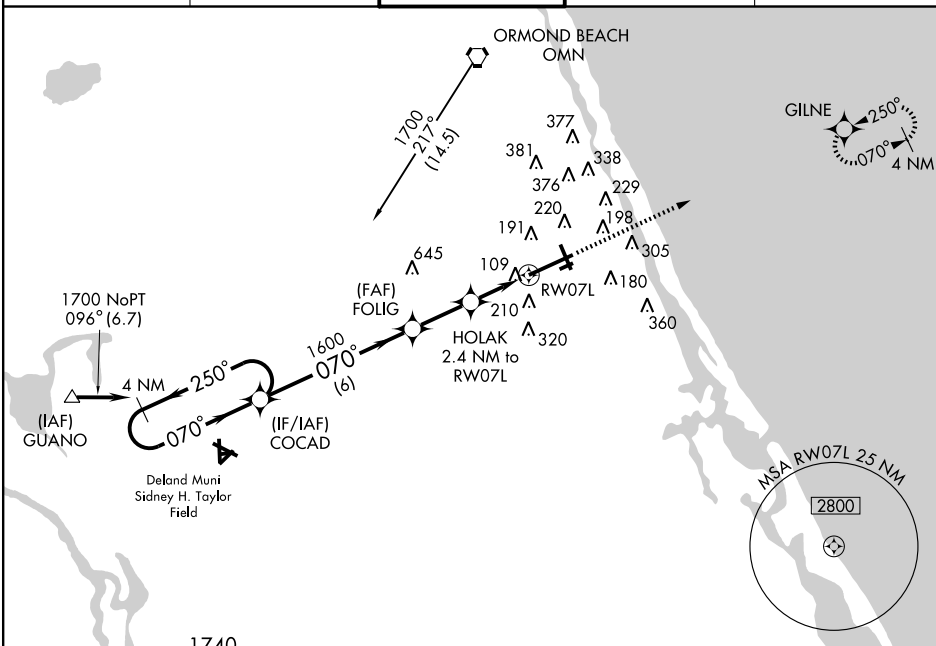 ORMOND BEACH
OMN
1700
217°
(14.5)
GILNE
250°
070°
4 NM
377
381
338
376
229
220
198
191
305
645
109
RW07L
180
210
360
320
(FAF)
FOLIG
HOLAK
2.4 NM to
RW07L
1700 NoPT
096° (6.7)
1600
070°
(6)
4 NM
250°
070°
(IAF)
GUANO
(IF/IAF)
COCAD
Deland Muni
Sidney H. Taylor
Field
MSA RW07L 25 NM
2800
1740